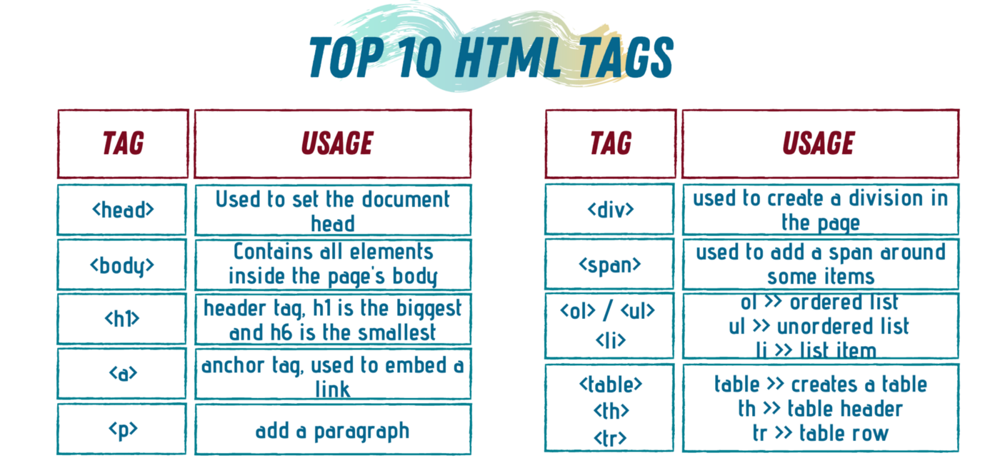 TOP 10 HTML TAGS
TAG
USAGE
<head>
Used to set the document
head
<body>
Contains all elements
inside the page's body
<h1>
header tag, h1 is the biggest
and h6 is the smallest
<a>
anchor tag, used to embed a
link
<p>
add a paragraph
TAG
USAGE
<div>
used to create a division in
the page
<span>
used to add a span around
some items
<ol> / <ul>
<li>
ol >> ordered list
ul >> unordered list
li >> list item
<table>
<th>
<tr>
table >> creates a table
th >> table header
tr >> table row